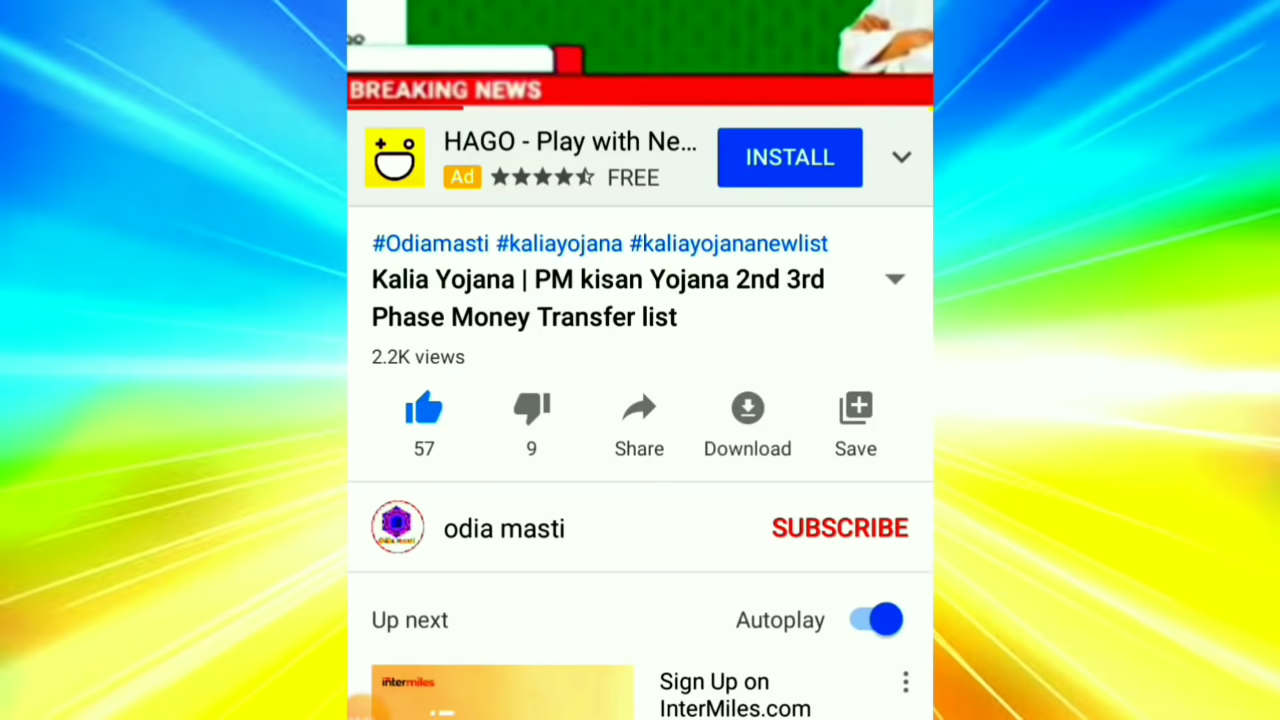 BREAKING NEWS
HAGO - Play with Ne...
INSTALL
Ad
FREE
#Odiamasti #kaliayojana #kaliayojananewlist
Kalia Yojana | PM kisan Yojana 2nd 3rd
Phase Money Transfer list
2.2K views
57
9
Share
Download
Save
odia masti
SUBSCRIBE
Up next
Autoplay
intermiles
Sign Up on
InterMiles.com